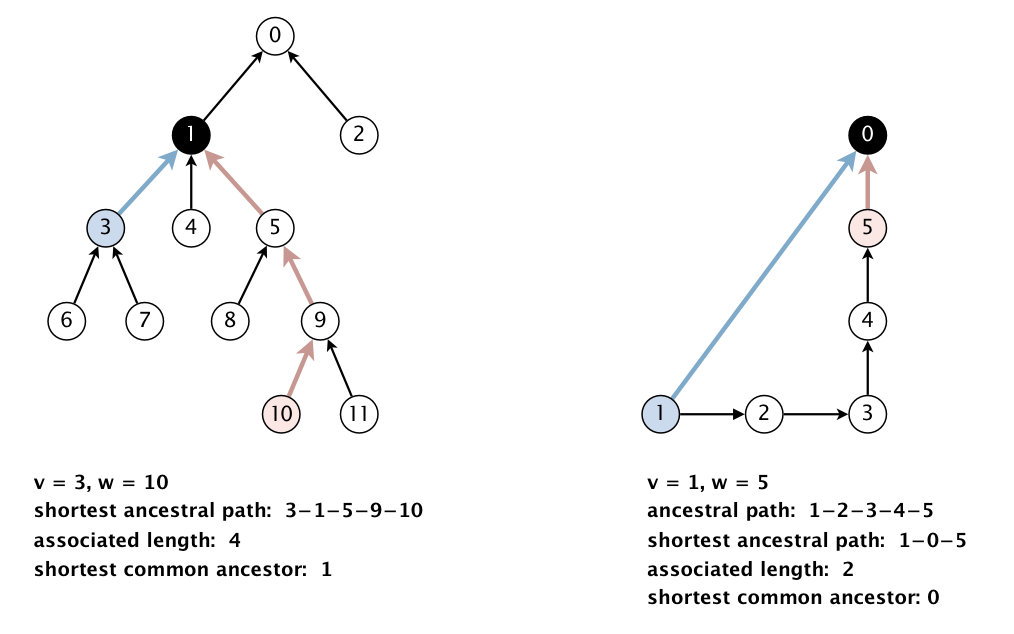 0
1
2
3
4
5
6
7
8
9
10
11
v = 3, w = 10
shortest ancestral path: 3–1–5–9–10
associated length: 4
shortest common ancestor: 1
0
5
4
1
2
3
v = 1, w = 5
ancestral path: 1–2–3–4–5
shortest ancestral path: 1–0–5
associated length: 2
shortest common ancestor: 0